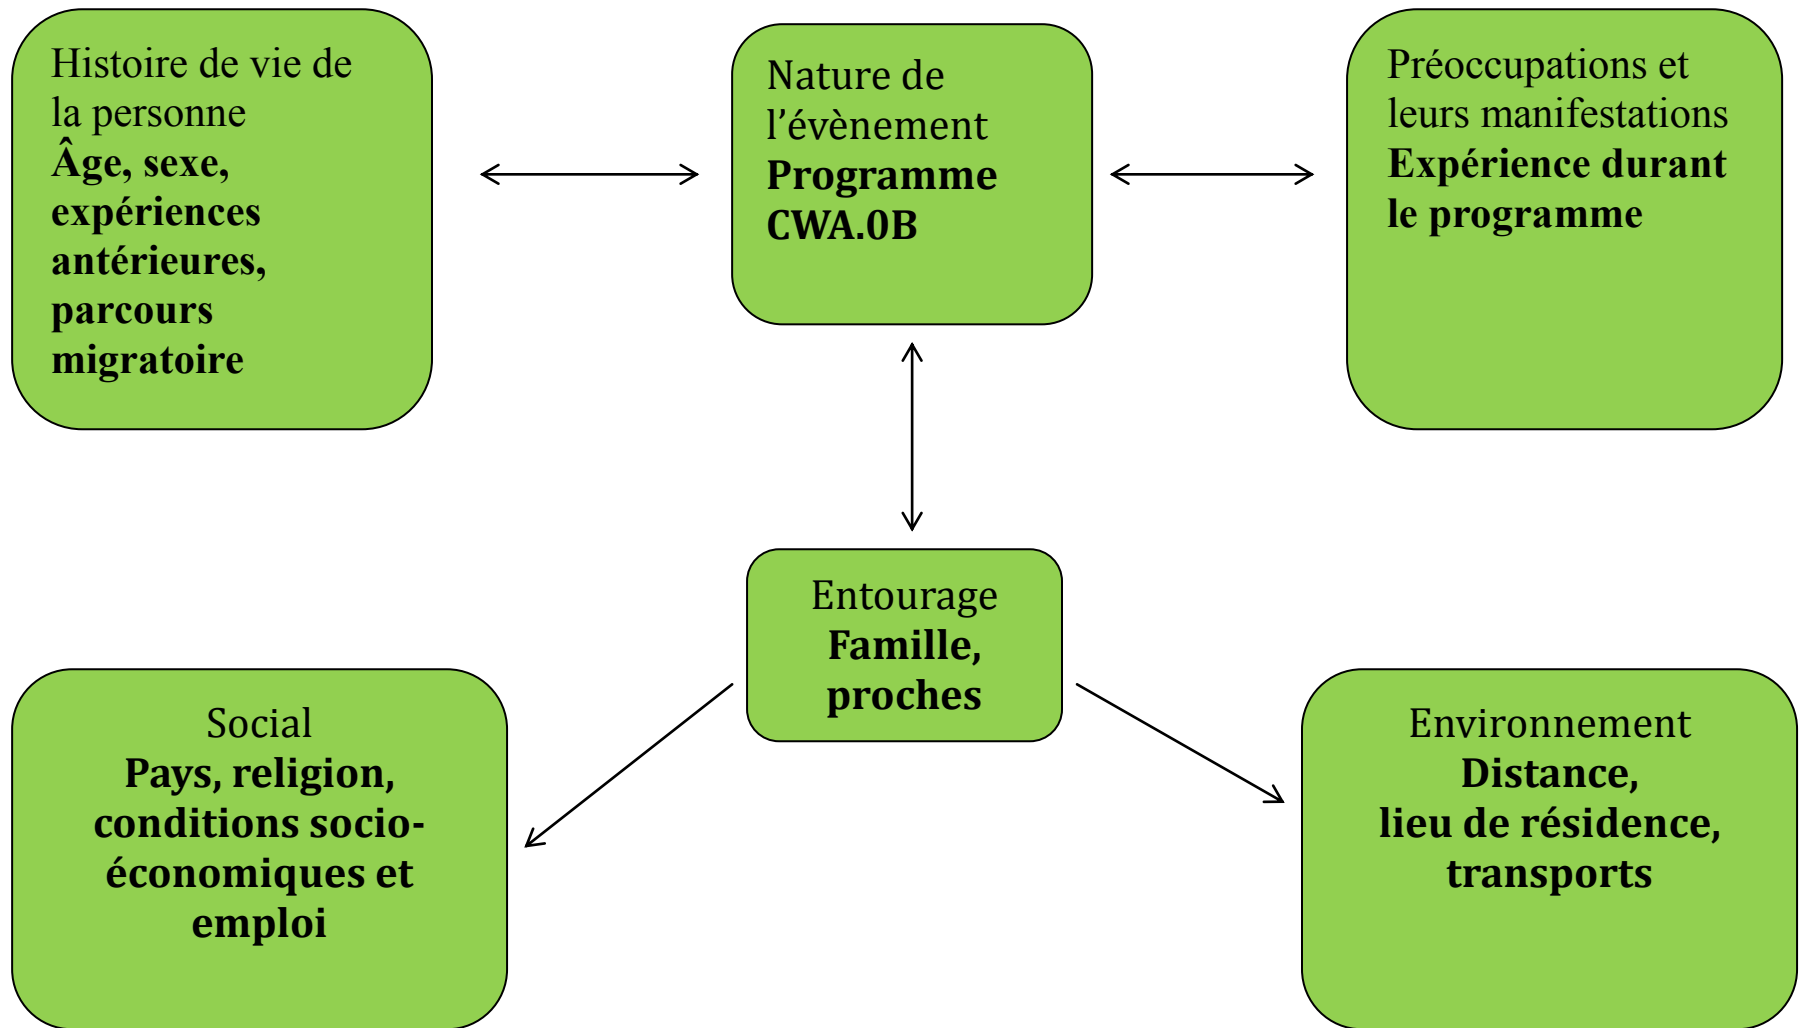 Histoire de vie de
la personne
Âge, sexe,
expériences
antérieures,
parcours
migratoire
Nature de
l’évènement
Programme
CWA.0B
Préoccupations et
leurs manifestations
Expérience durant
le programme
Entourage
Famille,
proches
Social
Pays, religion,
conditions socio-
économiques et
emploi
Environnement
Distance,
lieu de résidence,
transports